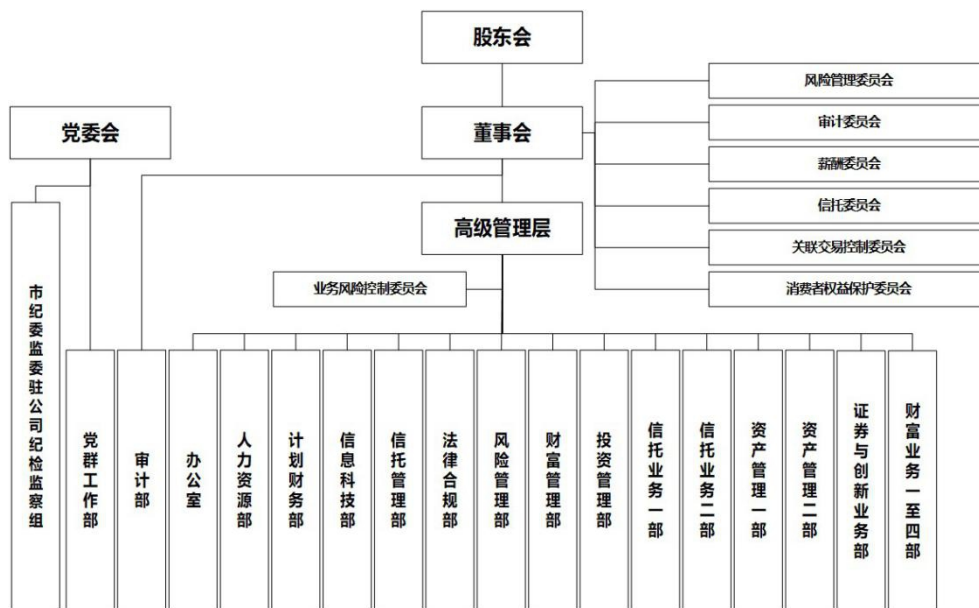 股东会
党委会
董事会
风险管理委员会
审计委员会
薪酬委员会
信托委员会
关联交易控制委员会
消费者权益保护委员会
高级管理层
业务风险控制委员会
市纪委监委驻公司纪检监察组
党群工作部
审计部
办公室
人力资源部
计划财务部
信息科技部
信托管理部
法律合规部
风险管理部
财富管理部
投资管理部
信托业务一部
信托业务二部
资产管理一部
资产管理二部
证券与创新业务部
财富业务一至四部